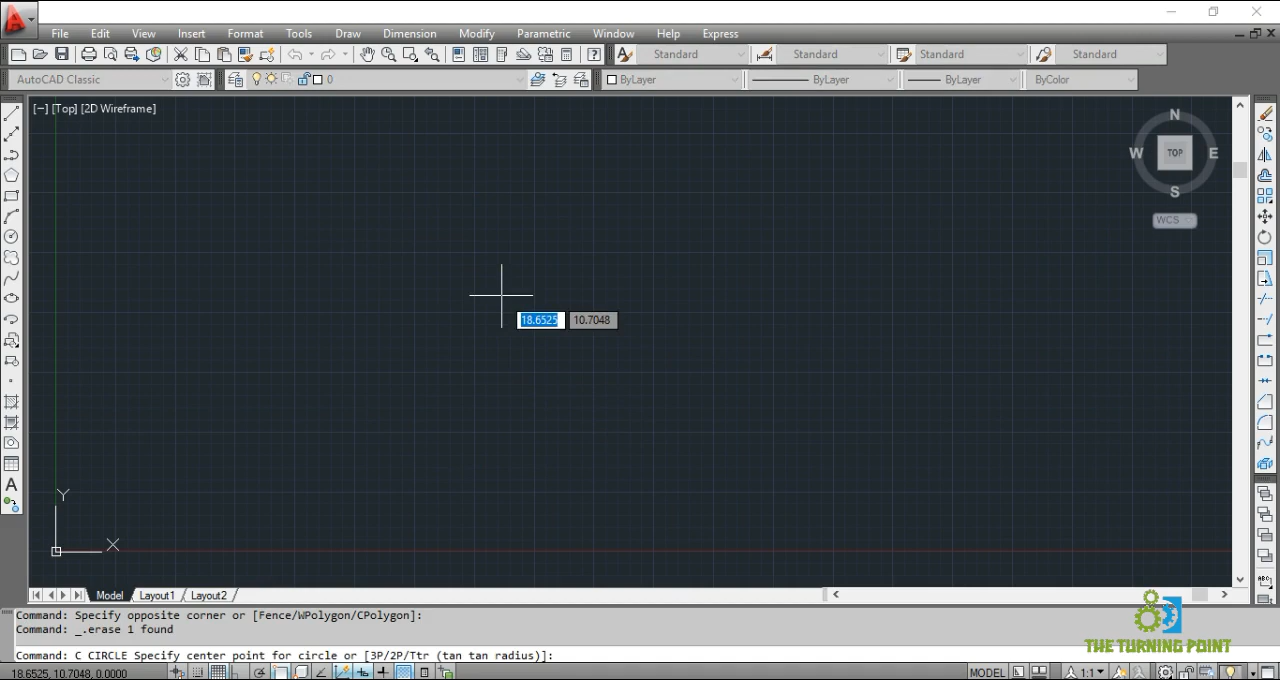 File Edit View Insert Format Tools Draw Dimension Modify Parametric Window Help Express
Standard Standard Standard Standard
AutoCAD Classic 0 ByLayer ByLayer ByLayer ByColor
[−] [Top] [2D Wireframe]
N
W TOP E
S
WCS
18.6525 10.7048
Y
X
Model Layout1 Layout2
Command: Specify opposite corner or [Fence/WPolygon/CPolygon]:
Command: _.erase 1 found
Command: C CIRCLE Specify center point for circle or [3P/2P/Ttr (tan tan radius)]:
THE TURNING POINT
18.6525, 10.7048, 0.0000 MODEL 1:1
A
ABC